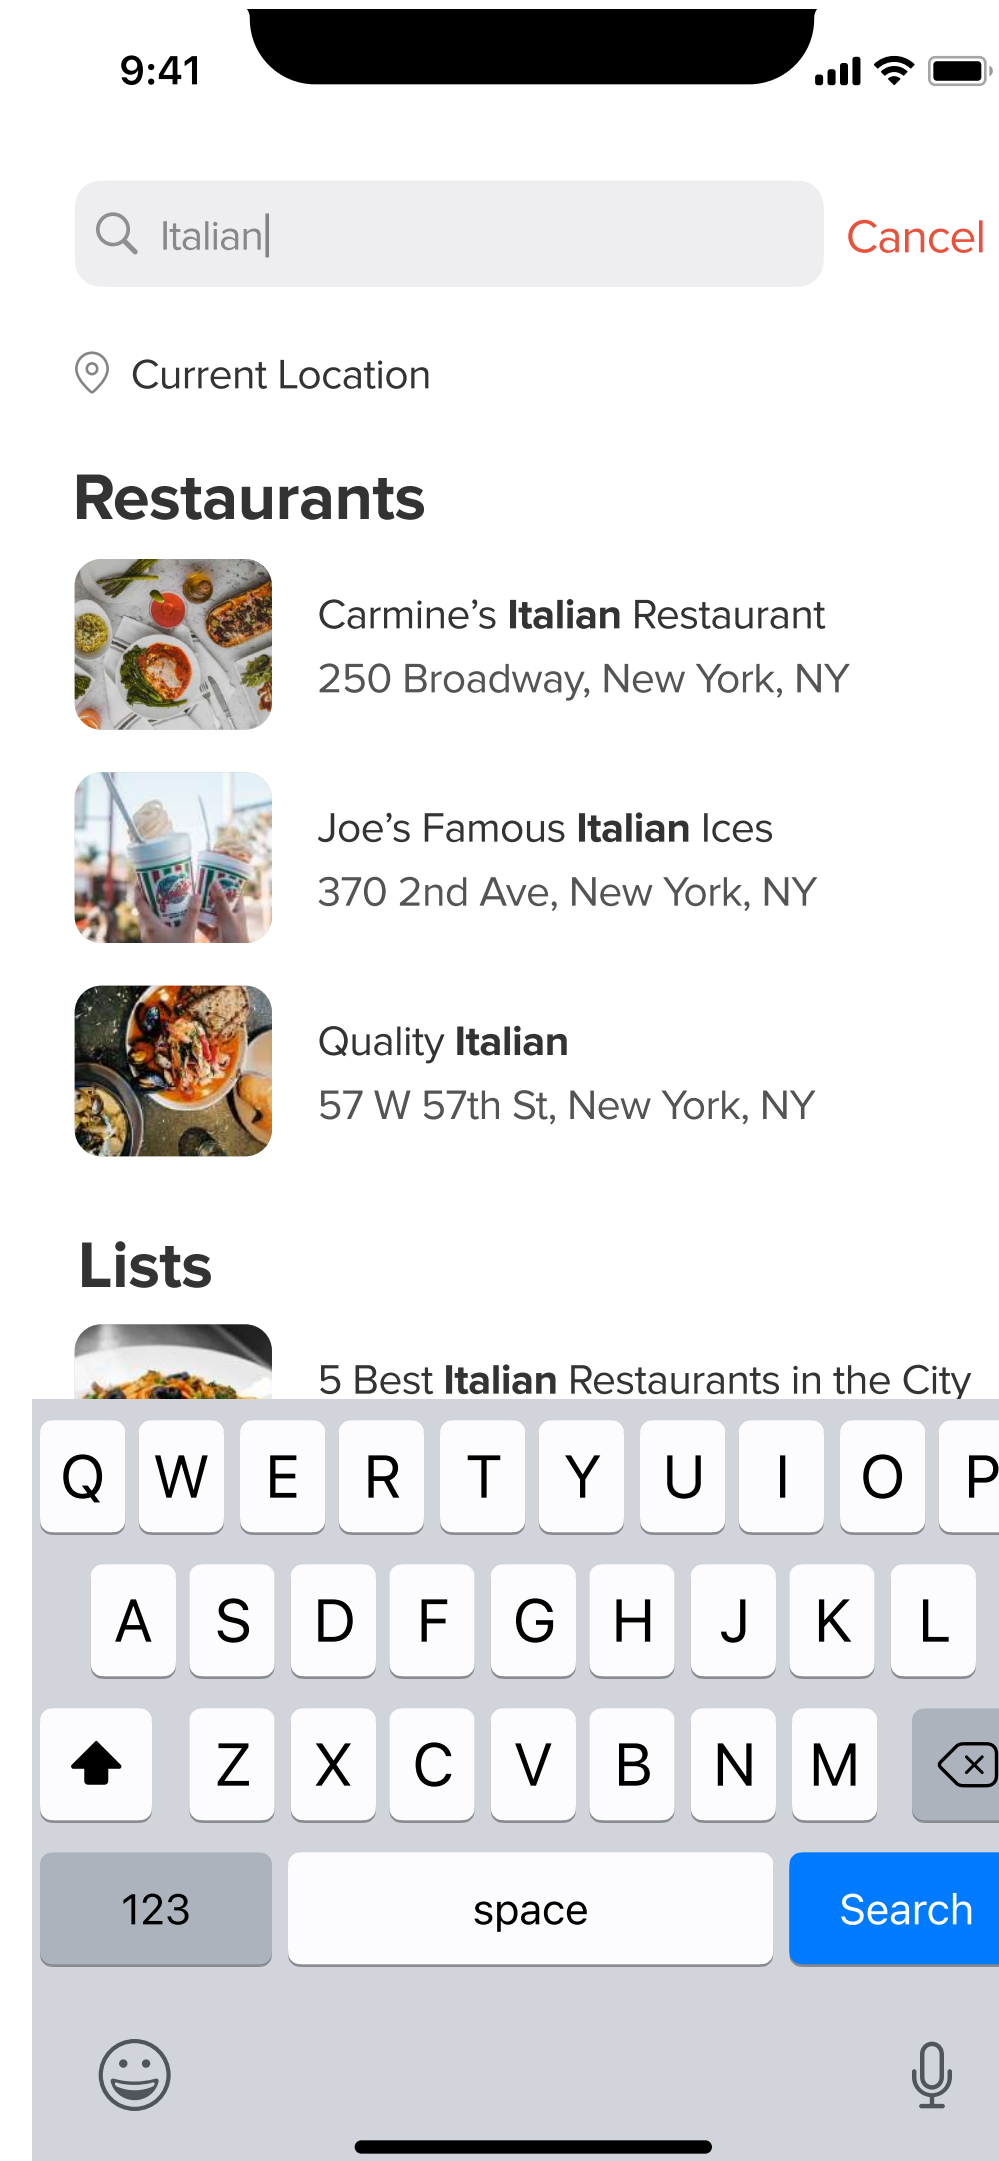 9:41
Italian
Cancel
Current Location
Restaurants
Carmine’s Italian Restaurant
250 Broadway, New York, NY
Joe’s Famous Italian Ices
370 2nd Ave, New York, NY
Quality Italian
57 W 57th St, New York, NY
Lists
5 Best Italian Restaurants in the City
Q W E R T Y U I O P
A S D F G H J K L
Z X C V B N M
123 space Search